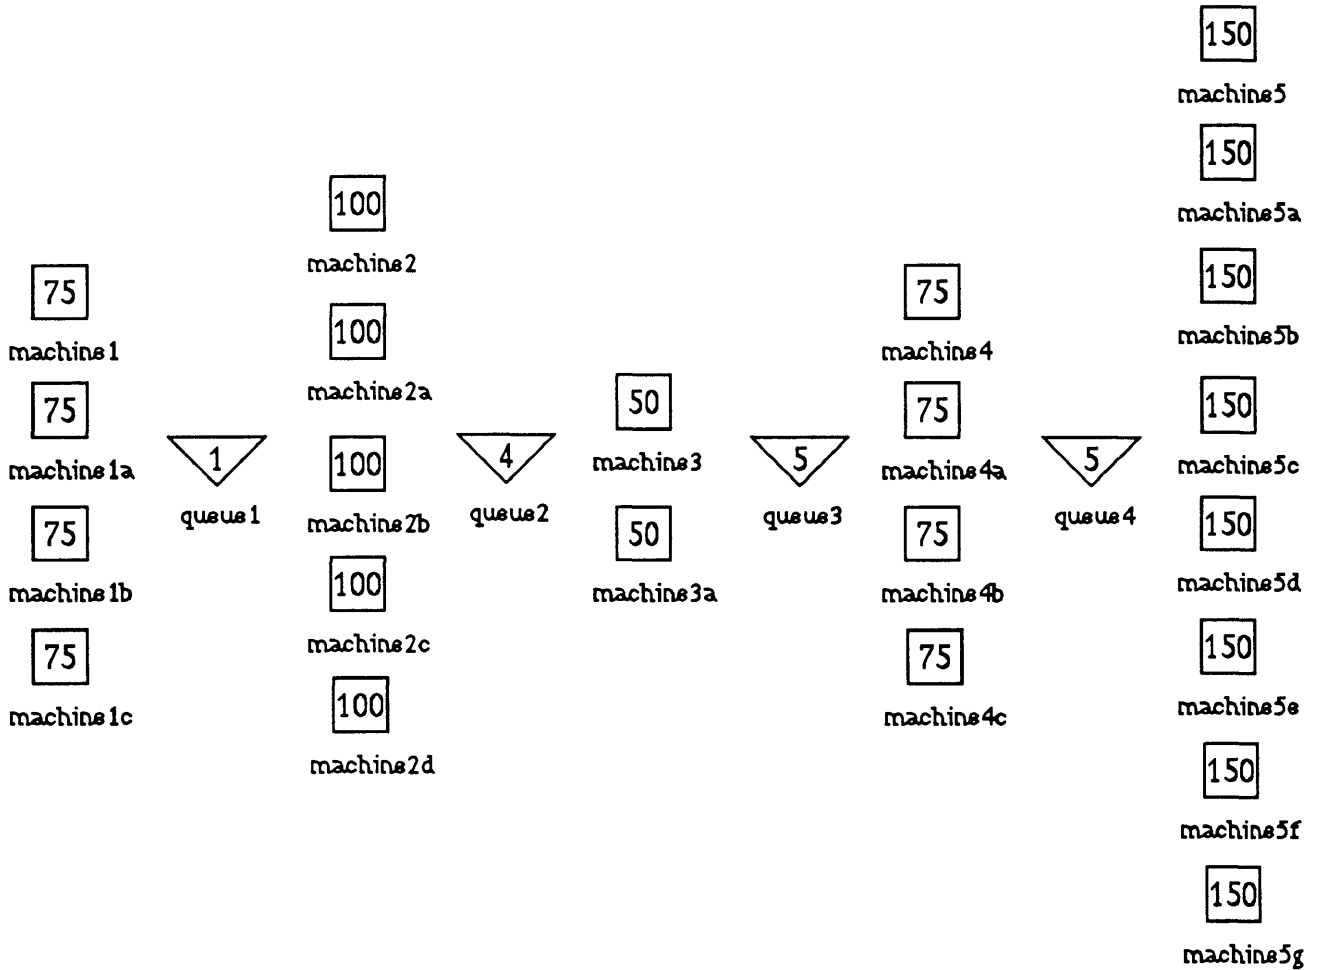 75
machine1
75
machine1a
75
machine1b
75
machine1c
1
queue1
100
machine2
100
machine2a
100
machine2b
100
machine2c
100
machine2d
4
queue2
50
machine3
50
machine3a
5
queue3
75
machine4
75
machine4a
75
machine4b
75
machine4c
5
queue4
150
machine5
150
machine5a
150
machine5b
150
machine5c
150
machine5d
150
machine5e
150
machine5f
150
machine5g